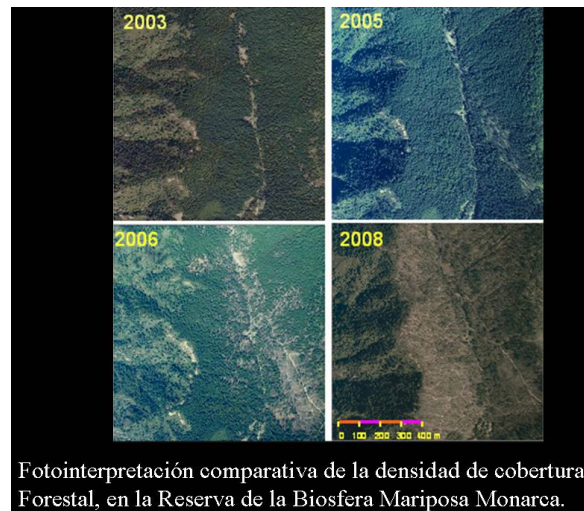 2003
2005
2006
2008
0 100 200 300 400 m
Fotointerpretación comparativa de la densidad de cobertura
Forestal, en la Reserva de la Biosfera Mariposa Monarca.